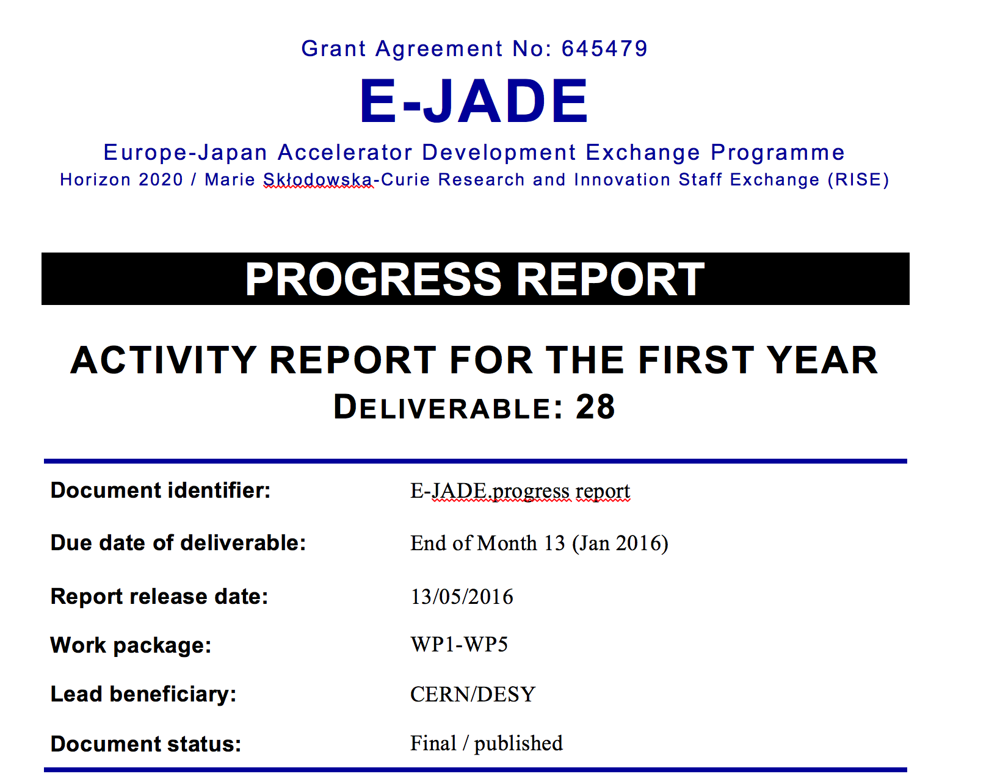 Grant Agreement No: 645479
E-JADE
Europe-Japan Accelerator Development Exchange Programme
Horizon 2020 / Marie Skłodowska-Curie Research and Innovation Staff Exchange (RISE)
PROGRESS REPORT
ACTIVITY REPORT FOR THE FIRST YEAR
DELIVERABLE: 28
Document identifier: E-JADE.progress report
Due date of deliverable: End of Month 13 (Jan 2016)
Report release date: 13/05/2016
Work package: WP1-WP5
Lead beneficiary: CERN/DESY
Document status: Final / published